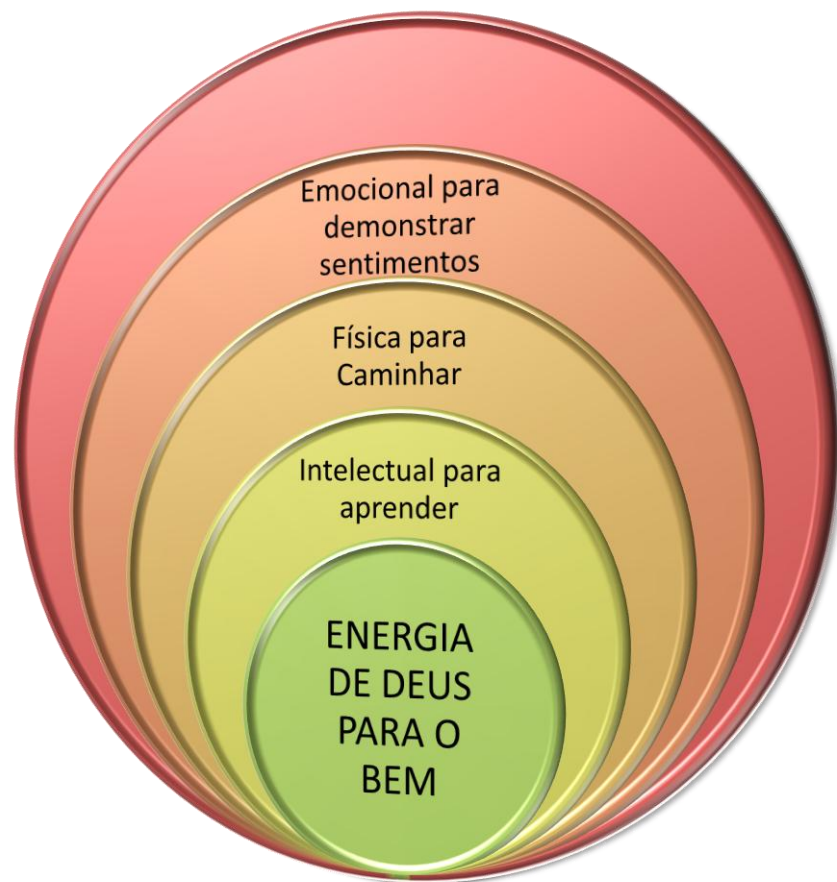 Emocional para
demonstrar
sentimentos
Física para
Caminhar
Intelectual para
aprender
ENERGIA
DE DEUS
PARA O
BEM